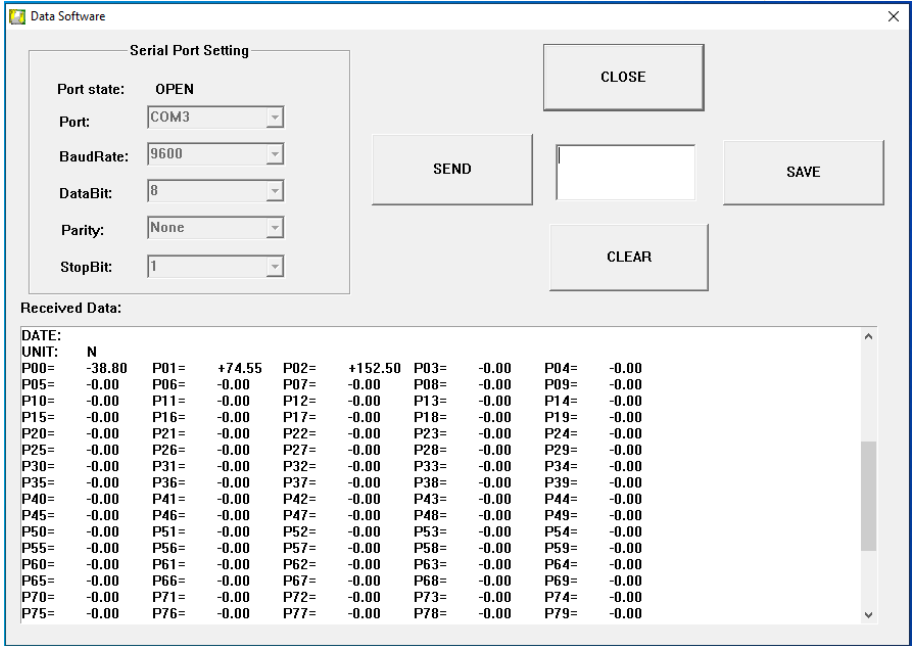 Data Software
Serial Port Setting
Port state: OPEN
Port: COM3
BaudRate: 9600
DataBit: 8
Parity: None
StopBit: 1
CLOSE
SEND
SAVE
CLEAR
Received Data:
DATE:
UNIT: N
P00= -38.80 P01= +74.55 P02= +152.50 P03= -0.00 P04= -0.00
P05= -0.00 P06= -0.00 P07= -0.00 P08= -0.00 P09= -0.00
P10= -0.00 P11= -0.00 P12= -0.00 P13= -0.00 P14= -0.00
P15= -0.00 P16= -0.00 P17= -0.00 P18= -0.00 P19= -0.00
P20= -0.00 P21= -0.00 P22= -0.00 P23= -0.00 P24= -0.00
P25= -0.00 P26= -0.00 P27= -0.00 P28= -0.00 P29= -0.00
P30= -0.00 P31= -0.00 P32= -0.00 P33= -0.00 P34= -0.00
P35= -0.00 P36= -0.00 P37= -0.00 P38= -0.00 P39= -0.00
P40= -0.00 P41= -0.00 P42= -0.00 P43= -0.00 P44= -0.00
P45= -0.00 P46= -0.00 P47= -0.00 P48= -0.00 P49= -0.00
P50= -0.00 P51= -0.00 P52= -0.00 P53= -0.00 P54= -0.00
P55= -0.00 P56= -0.00 P57= -0.00 P58= -0.00 P59= -0.00
P60= -0.00 P61= -0.00 P62= -0.00 P63= -0.00 P64= -0.00
P65= -0.00 P66= -0.00 P67= -0.00 P68= -0.00 P69= -0.00
P70= -0.00 P71= -0.00 P72= -0.00 P73= -0.00 P74= -0.00
P75= -0.00 P76= -0.00 P77= -0.00 P78= -0.00 P79= -0.00